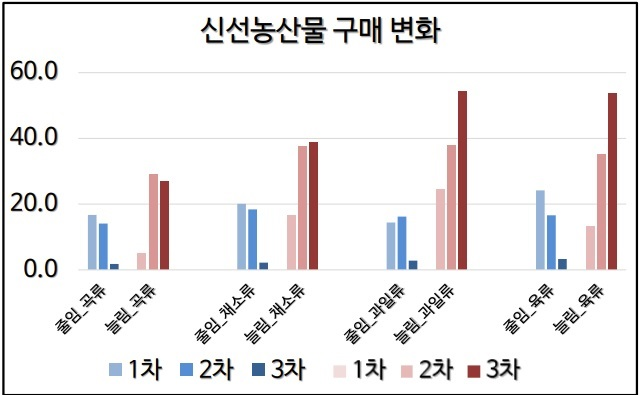 신선농산물 구매 변화
60.0
40.0
20.0
0.0
줄임_곡류
늘림_곡류
줄임_채소류
늘림_채소류
줄임_과일류
늘림_과일류
줄임_육류
늘림_육류
1차 2차 3차 1차 2차 3차